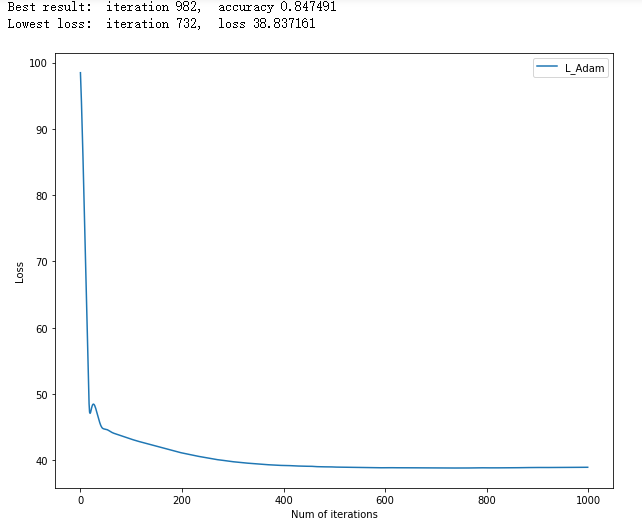 Best result: iteration 982, accuracy 0.847491
Lowest loss: iteration 732, loss 38.837161
L_Adam
100
90
80
70
60
50
40
Loss
0 200 400 600 800 1000
Num of iterations